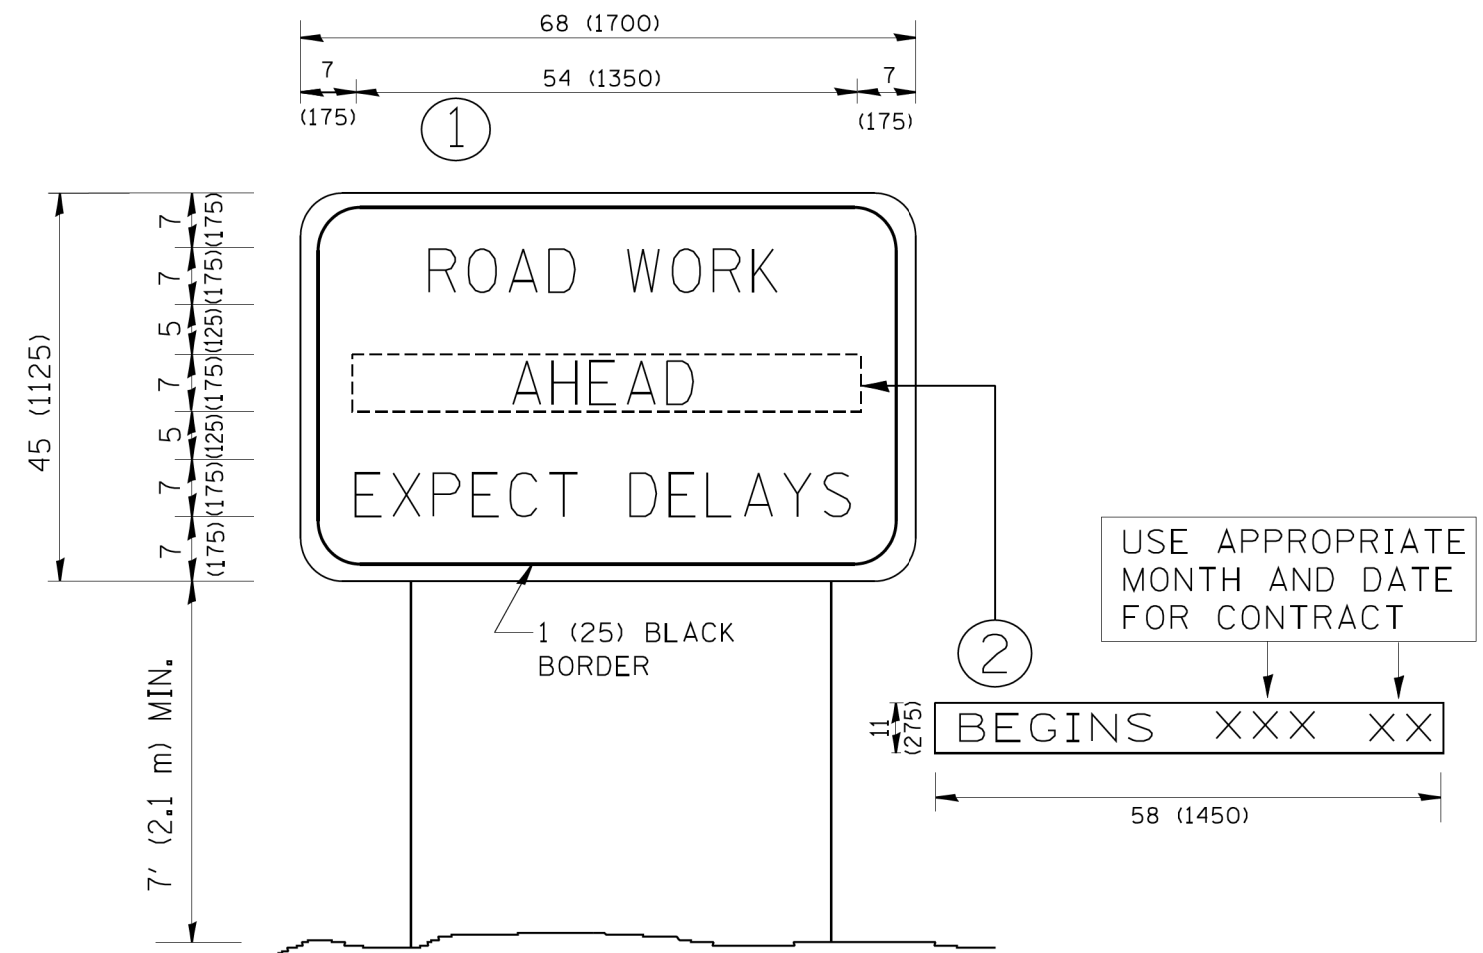 68 (1700)
7
54 (1350)
7
(175)
(175)
1
45 (1125)
7
(175)
7
(175)
5
(125)
7
(175)
5
(125)
7
(175)
7
(175)
ROAD WORK
AHEAD
EXPECT DELAYS
1 (25) BLACK
BORDER
7' (2.1 m) MIN.
2
USE APPROPRIATE
MONTH AND DATE
FOR CONTRACT
11
(275)
BEGINS XXX XX
58 (1450)